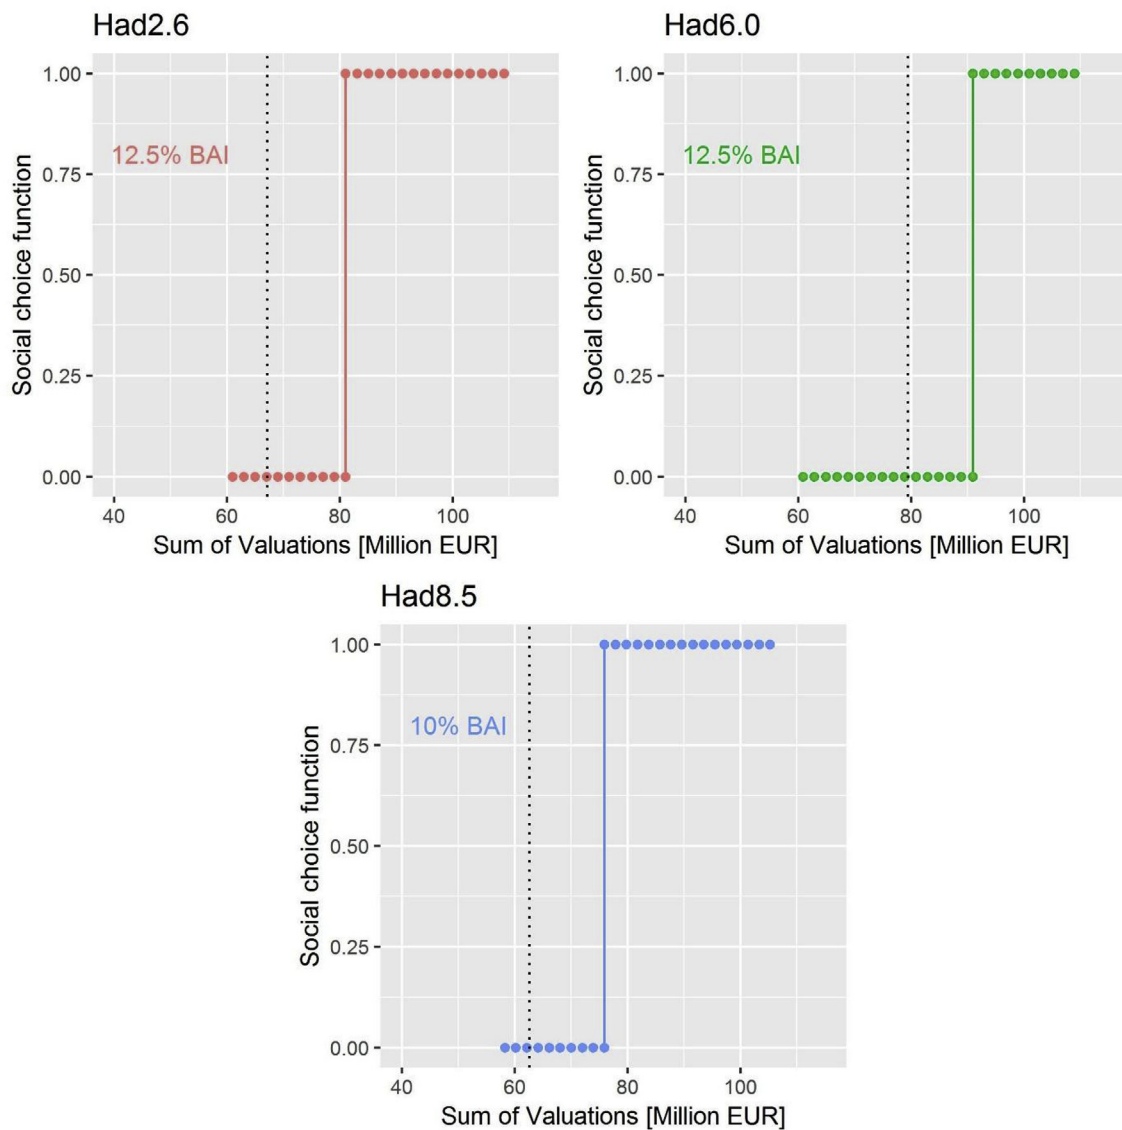 Had2.6
Social choice function
1.00
0.75
0.50
0.25
0.00
12.5% BAI
40 60 80 100
Sum of Valuations [Million EUR]
Had6.0
Social choice function
1.00
0.75
0.50
0.25
0.00
12.5% BAI
40 60 80 100
Sum of Valuations [Million EUR]
Had8.5
Social choice function
1.00
0.75
0.50
0.25
0.00
10% BAI
40 60 80 100
Sum of Valuations [Million EUR]